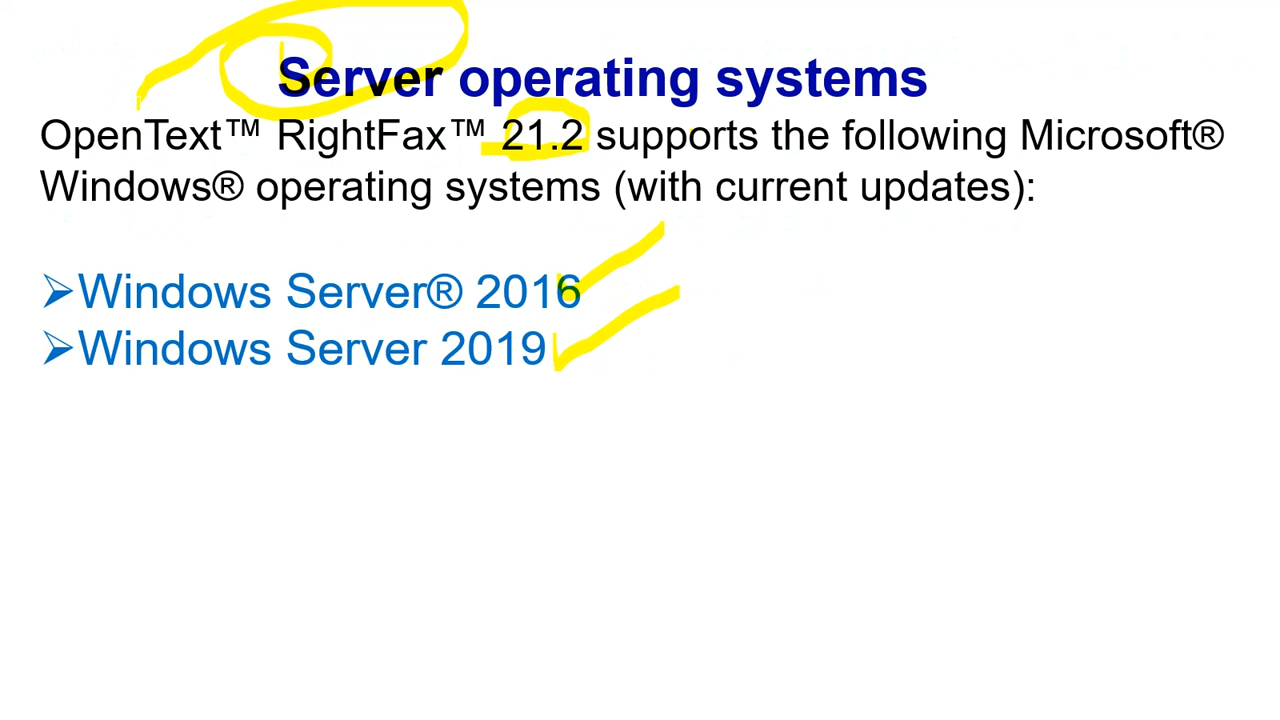 Server operating systems
OpenText™ RightFax™ 21.2 supports the following Microsoft®
Windows® operating systems (with current updates):
➢Windows Server® 2016
➢Windows Server 2019